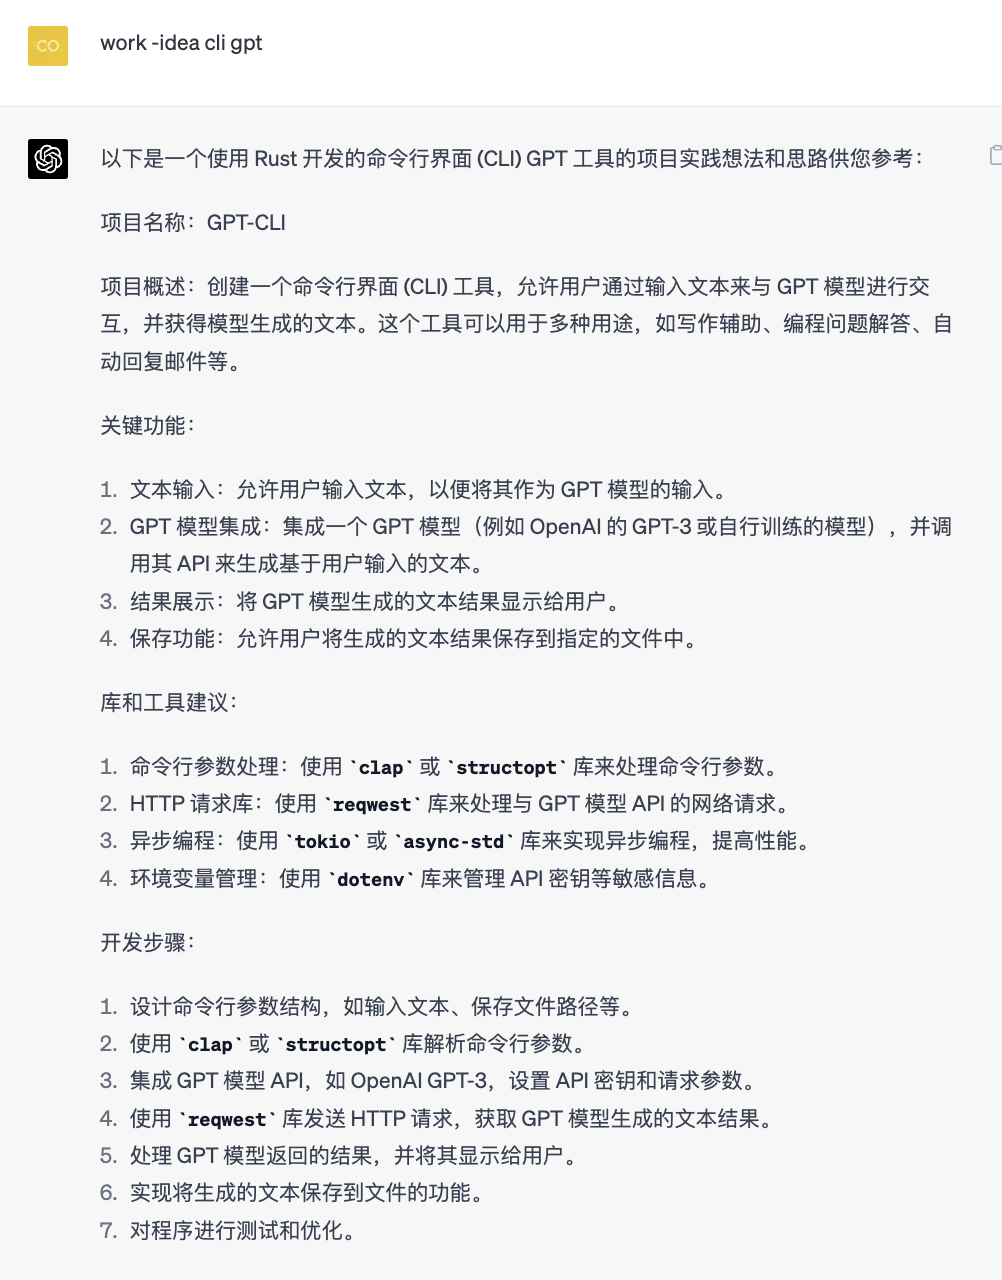 CO
work -idea cli gpt
以下是一个使用 Rust 开发的命令行界面 (CLI) GPT 工具的项目实践想法和思路供您参考：
项目名称：GPT-CLI
项目概述：创建一个命令行界面 (CLI) 工具，允许用户通过输入文本来与 GPT 模型进行交
互，并获得模型生成的文本。这个工具可以用于多种用途，如写作辅助、编程问题解答、自
动回复邮件等。
关键功能：
1. 文本输入：允许用户输入文本，以便将其作为 GPT 模型的输入。
2. GPT 模型集成：集成一个 GPT 模型（例如 OpenAI 的 GPT-3 或自行训练的模型），并调
用其 API 来生成基于用户输入的文本。
3. 结果展示：将 GPT 模型生成的文本结果显示给用户。
4. 保存功能：允许用户将生成的文本结果保存到指定的文件中。
库和工具建议：
1. 命令行参数处理：使用 `clap` 或 `structopt` 库来处理命令行参数。
2. HTTP 请求库：使用 `reqwest` 库来处理与 GPT 模型 API 的网络请求。
3. 异步编程：使用 `tokio` 或 `async-std` 库来实现异步编程，提高性能。
4. 环境变量管理：使用 `dotenv` 库来管理 API 密钥等敏感信息。
开发步骤：
1. 设计命令行参数结构，如输入文本、保存文件路径等。
2. 使用 `clap` 或 `structopt` 库解析命令行参数。
3. 集成 GPT 模型 API，如 OpenAI GPT-3，设置 API 密钥和请求参数。
4. 使用 `reqwest` 库发送 HTTP 请求，获取 GPT 模型生成的文本结果。
5. 处理 GPT 模型返回的结果，并将其显示给用户。
6. 实现将生成的文本保存到文件的功能。
7. 对程序进行测试和优化。